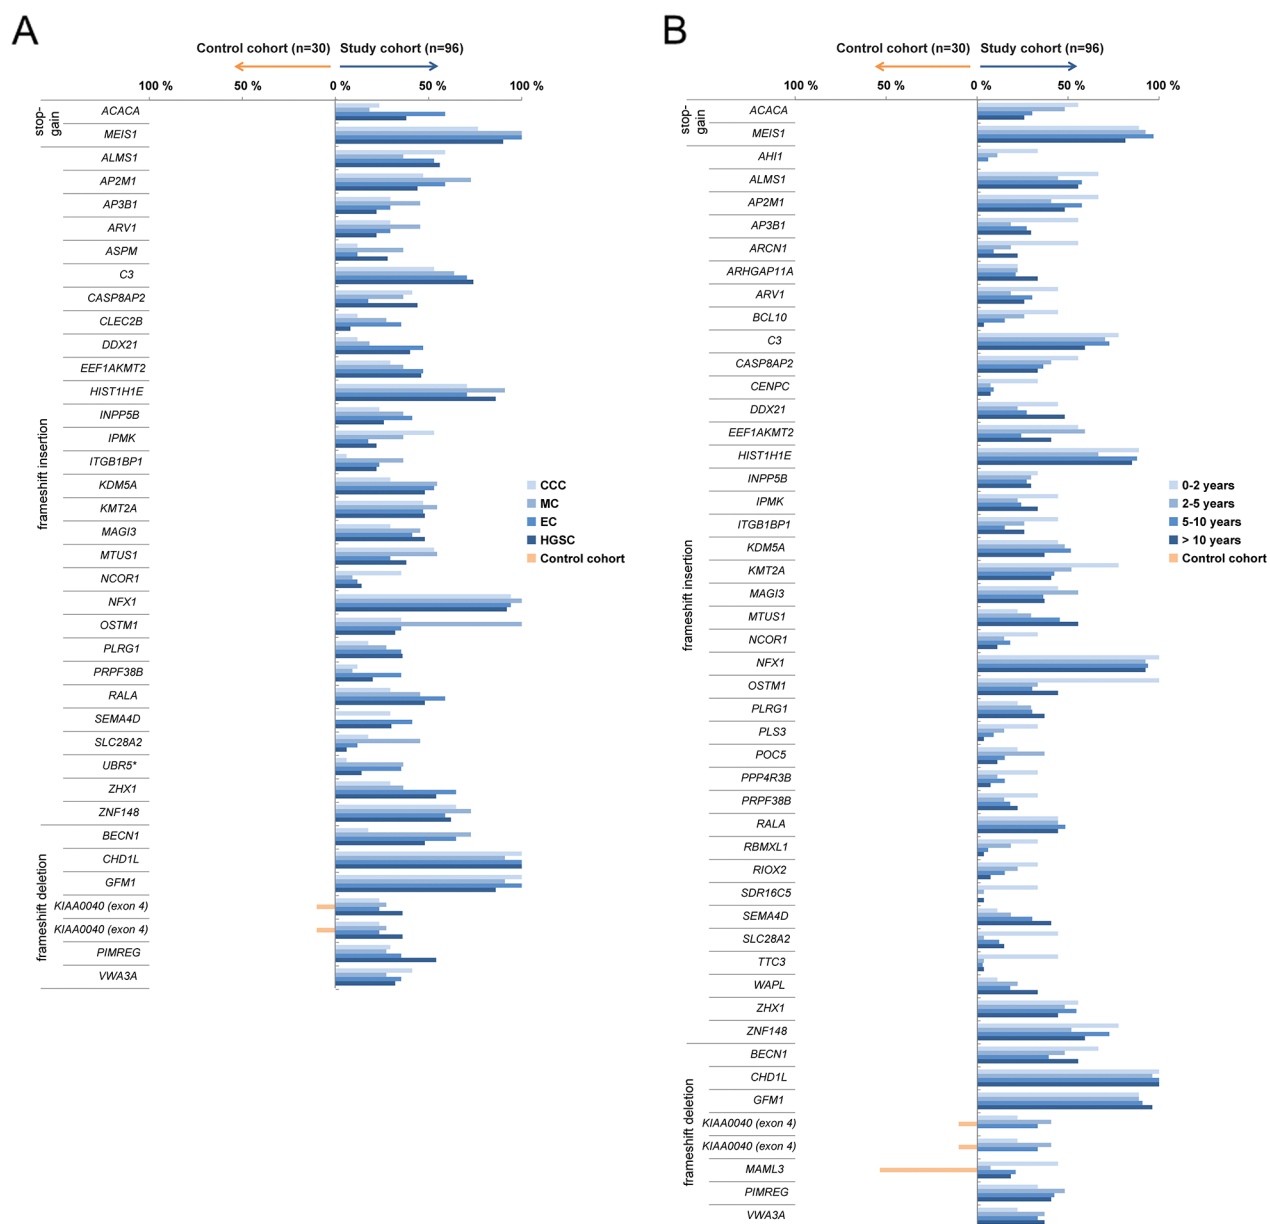 A
Control cohort (n=30) Study cohort (n=96)
100 % 50 % 0 % 50 % 100 %
stop-
gain
ACACA
MEIS1
frameshift insertion
ALMS1
AP2M1
AP3B1
ARV1
ASPM
C3
CASP8AP2
CLEC2B
DDX21
EEF1AKMT2
HIST1H1E
INPP5B
IPMK
ITGB1BP1
KDM5A
KMT2A
MAGI3
MTUS1
NCOR1
NFX1
OSTM1
PLRG1
PRPF38B
RALA
SEMA4D
SLC28A2
UBR5*
ZHX1
ZNF148
frameshift deletion
BECN1
CHD1L
GFM1
KIAA0040 (exon 4)
KIAA0040 (exon 4)
PIMREG
VWA3A
CCC
MC
EC
HGSC
Control cohort
B
Control cohort (n=30) Study cohort (n=96)
100 % 50 % 0 % 50 % 100 %
stop-
gain
ACACA
MEIS1
frameshift insertion
AHI1
ALMS1
AP2M1
AP3B1
ARCN1
ARHGAP11A
ARV1
BCL10
C3
CASP8AP2
CENPC
DDX21
EEF1AKMT2
HIST1H1E
INPP5B
IPMK
ITGB1BP1
KDM5A
KMT2A
MAGI3
MTUS1
NCOR1
NFX1
OSTM1
PLRG1
PLS3
POC5
PPP4R3B
PRPF38B
RALA
RBMXL1
RIOX2
SDR16C5
SEMA4D
SLC28A2
TTC3
WAPL
ZHX1
ZNF148
frameshift deletion
BECN1
CHD1L
GFM1
KIAA0040 (exon 4)
KIAA0040 (exon 4)
MAML3
PIMREG
VWA3A
0-2 years
2-5 years
5-10 years
> 10 years
Control cohort